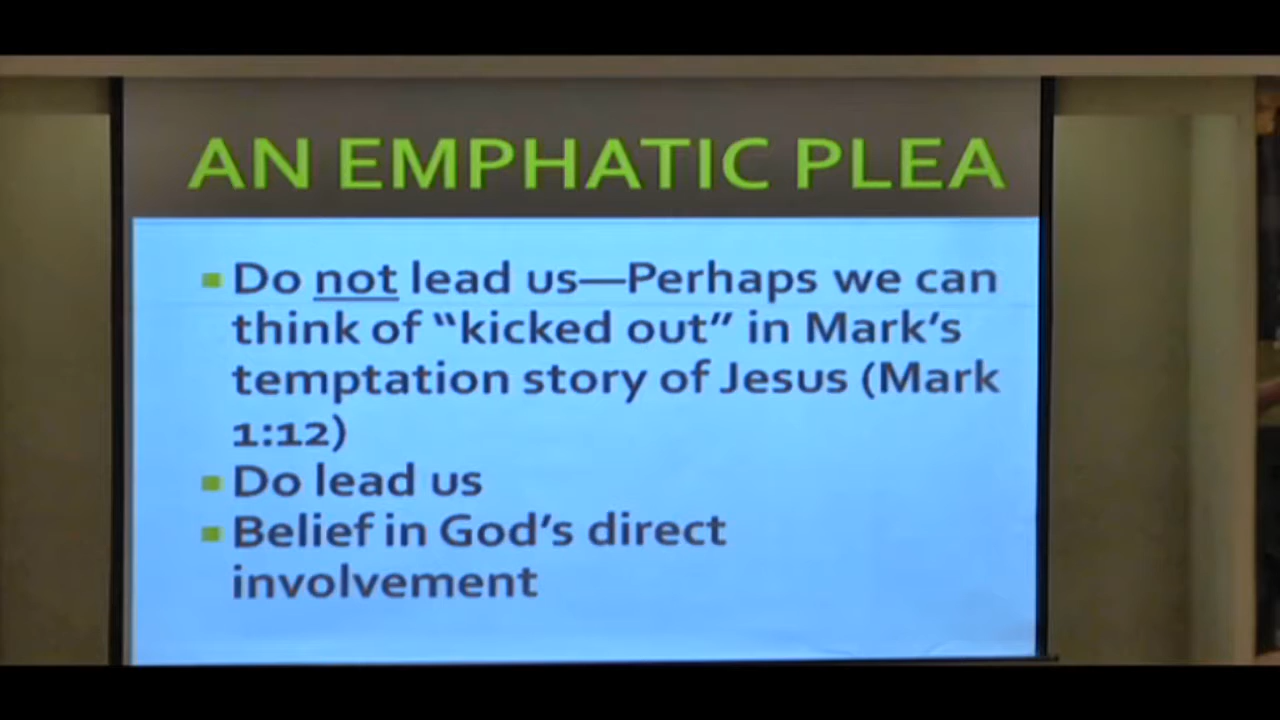 AN EMPHATIC PLEA
▪ Do not lead us—Perhaps we can
think of “kicked out” in Mark’s
temptation story of Jesus (Mark
1:12)
▪ Do lead us
▪ Belief in God’s direct
involvement